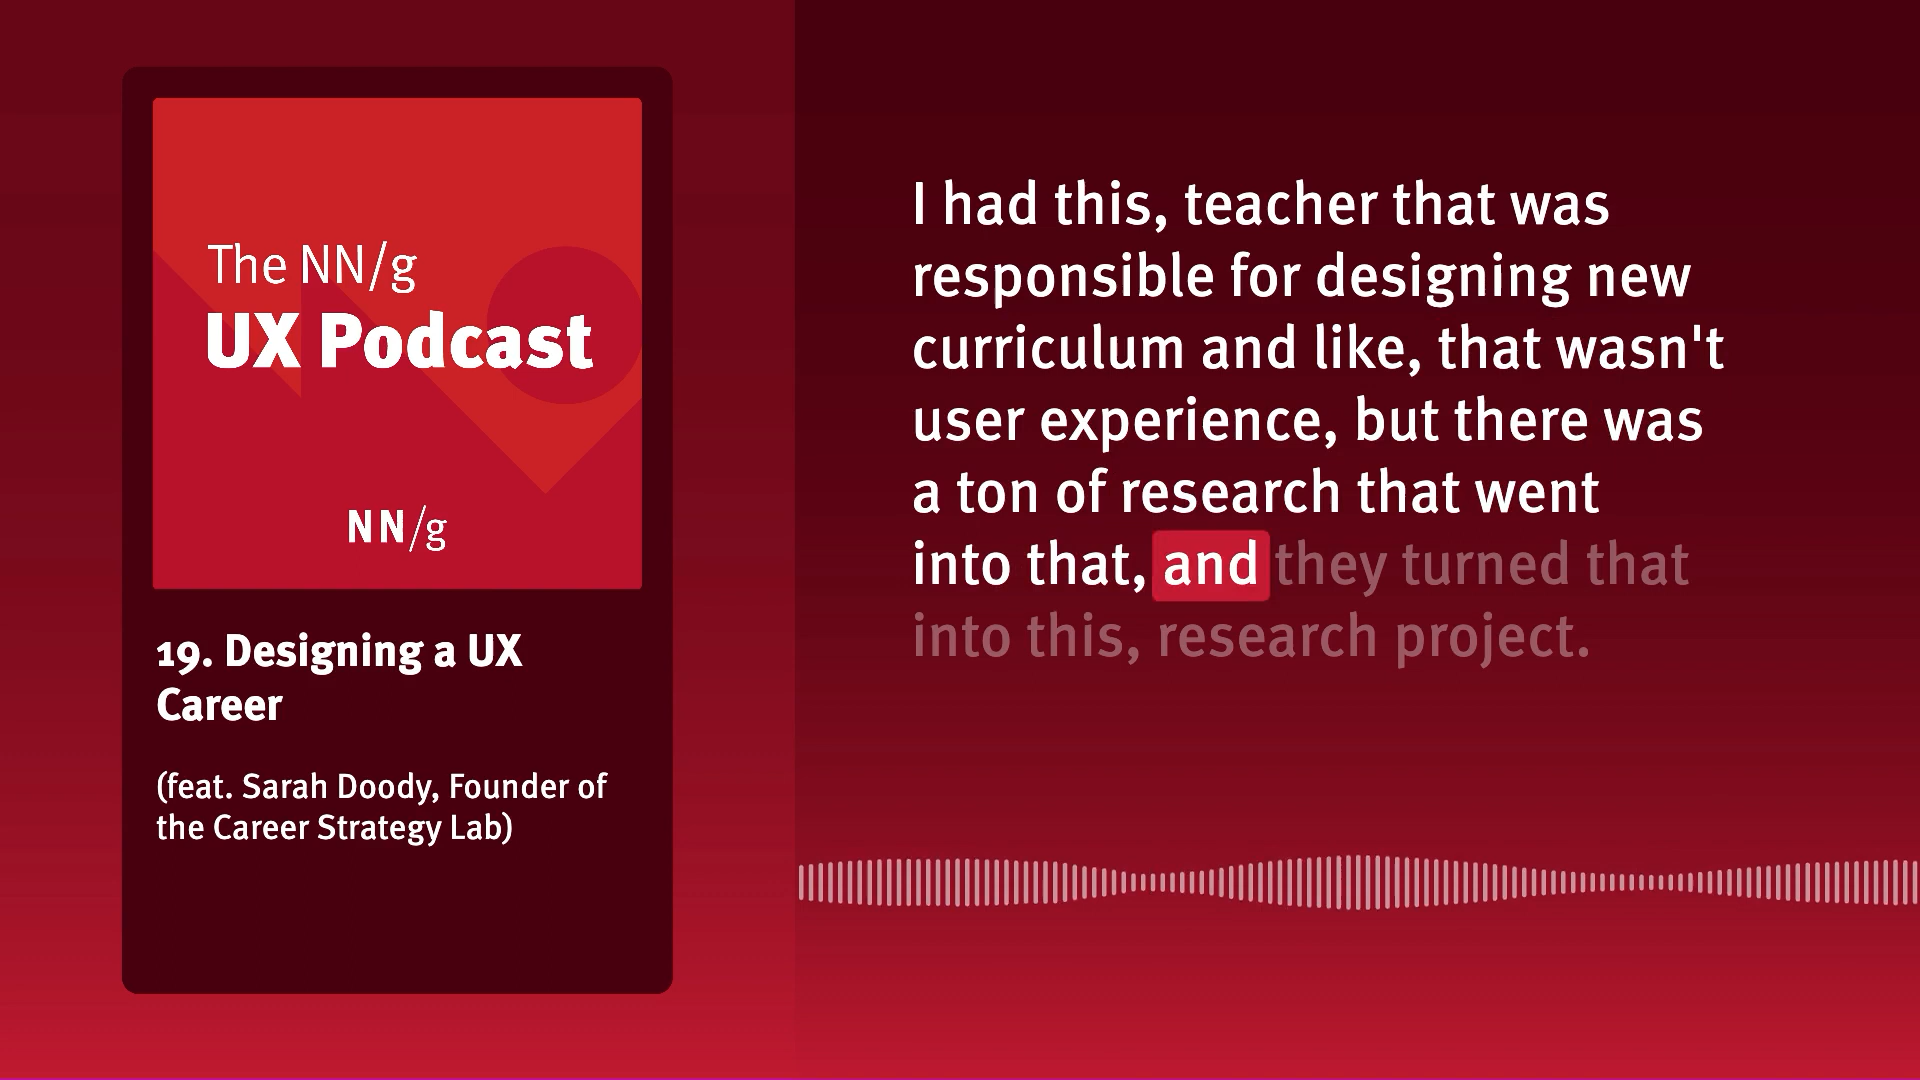 The NN/g
UX Podcast
NN/g
19. Designing a UX
Career
(feat. Sarah Doody, Founder of
the Career Strategy Lab)
I had this, teacher that was
responsible for designing new
curriculum and like, that wasn't
user experience, but there was
a ton of research that went
into that, and they turned that
into this, research project.